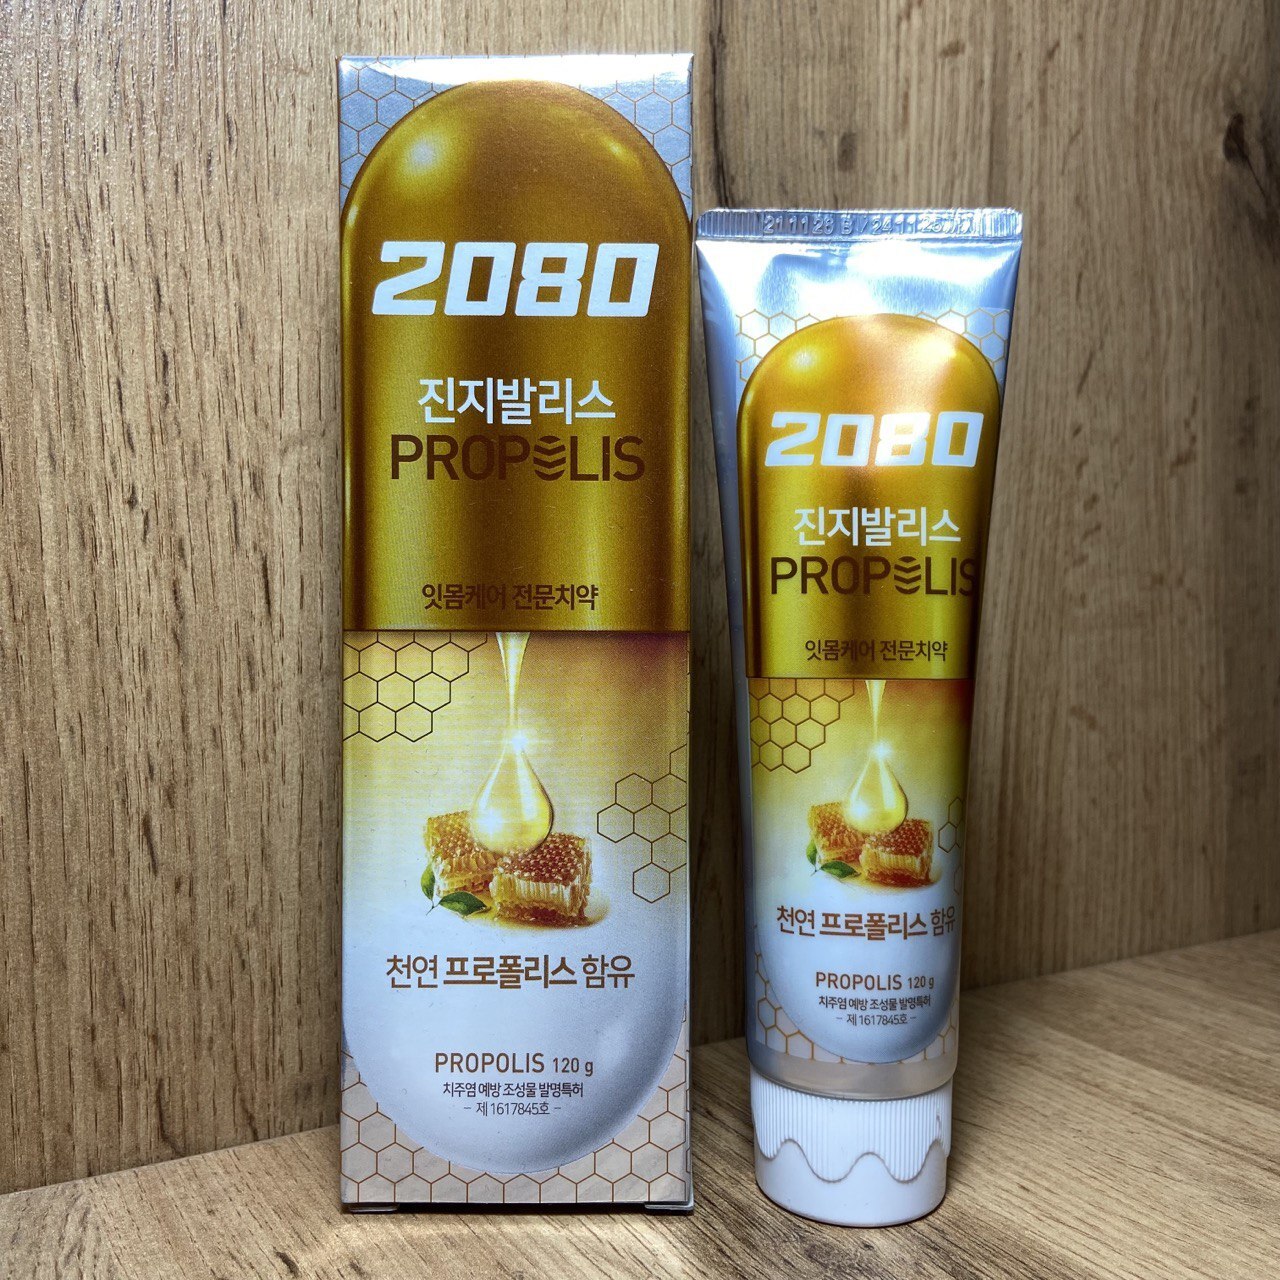 2080
진지발리스
PROPOLIS
잇몸케어 전문치약
천연 프로폴리스 함유
PROPOLIS 120 g
치주염 예방 조성물 발명특허
- 제 1617845호 -
2080
진지발리스
PROPOLIS
잇몸케어 전문치약
천연 프로폴리스 함유
PROPOLIS 120 g
치주염 예방 조성물 발명특허
- 제 1617845호 -